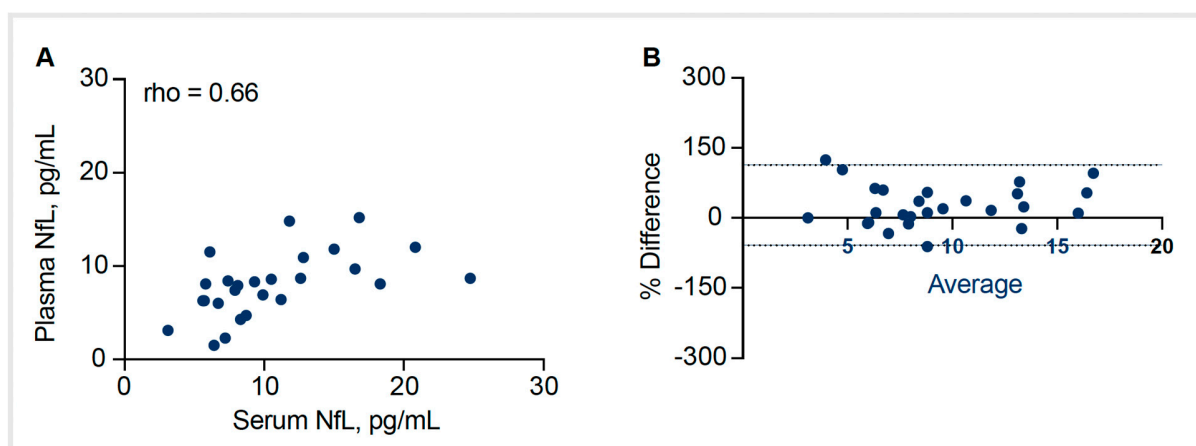 A
30
rho = 0.66
20
10
0
0
10
20
30
Plasma NfL, pg/mL
Serum NfL, pg/mL
B
300
150
0
-150
-300
5
10
15
20
% Difference
Average